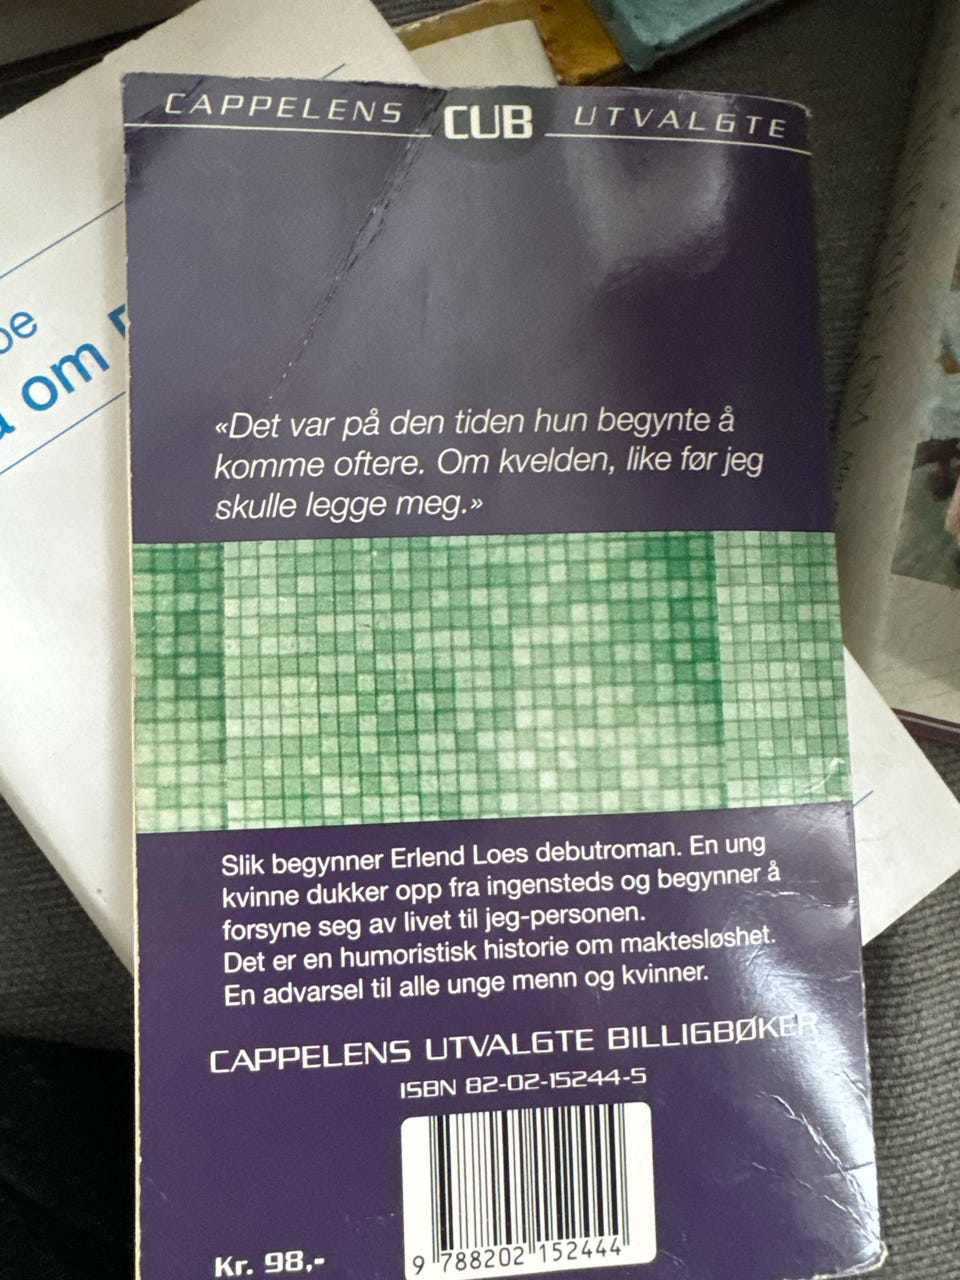 CAPPELENS CUB UTVALGTE
«Det var på den tiden hun begynte å
komme oftere. Om kvelden, like før jeg
skulle legge meg.»
Slik begynner Erlend Loes debutroman. En ung
kvinne dukker opp fra ingensteds og begynner å
forsyne seg av livet til jeg-personen.
Det er en humoristisk historie om maktesløshet.
En advarsel til alle unge menn og kvinner.
CAPPELENS UTVALGTE BILLIGBØKER
ISBN 82-02-15244-5
9 788202 152444
Kr. 98,-
om